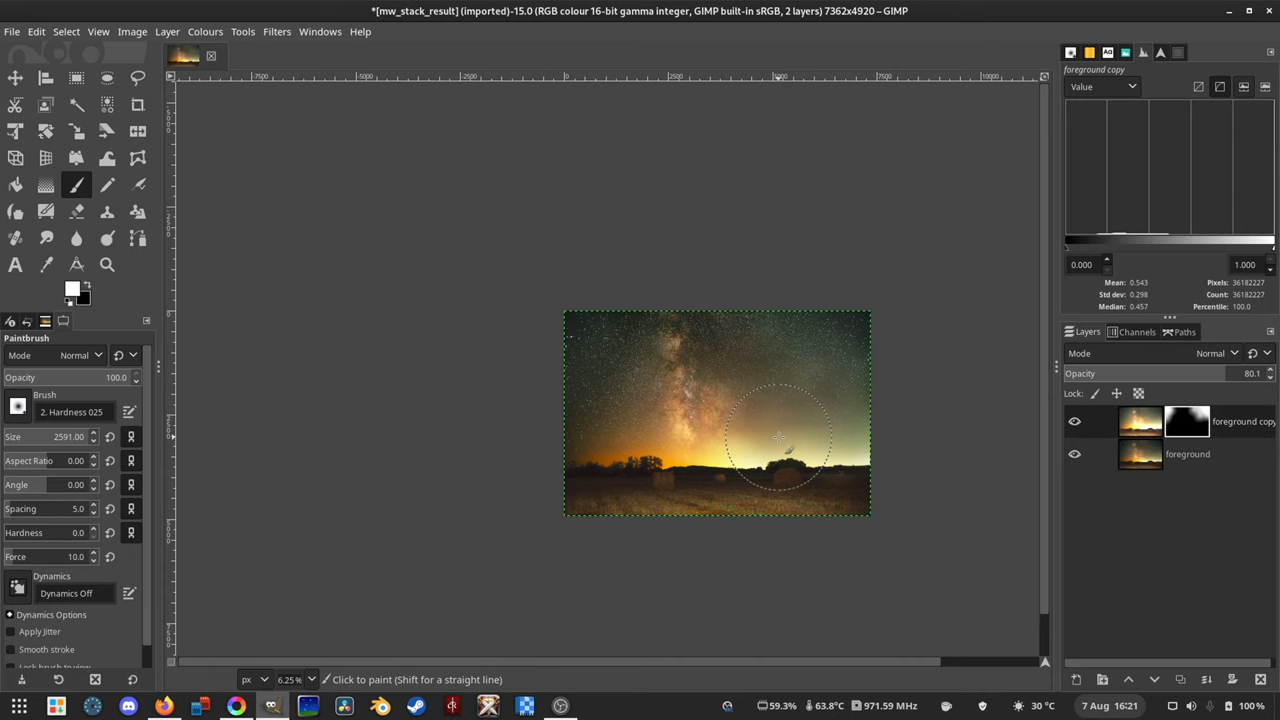 *[mw_stack_result] (imported)-15.0 (RGB colour 16-bit gamma integer, GIMP built-in sRGB, 2 layers) 7362x4920 – GIMP
File Edit Select View Image Layer Colours Tools Filters Windows Help
foreground copy
Value
0.000 1.000
Mean: 0.543 Pixels: 36182227
Std dev: 0.298 Count: 36182227
Median: 0.457 Percentile: 100.0
Paintbrush
Mode Normal
Opacity 100.0
Brush
2. Hardness 025
Size 2591.00
Aspect Ratio 0.00
Angle 0.00
Spacing 5.0
Hardness 0.0
Force 10.0
Dynamics
Dynamics Off
Dynamics Options
Apply Jitter
Smooth stroke
Lock brush to view
Layers Channels Paths
Mode Normal
Opacity 80.1
Lock:
foreground copy
foreground
px 6.25 % Click to paint (Shift for a straight line)
59.3% 63.8°C 971.59 MHz 30 °C 7 Aug 16:21 100 %